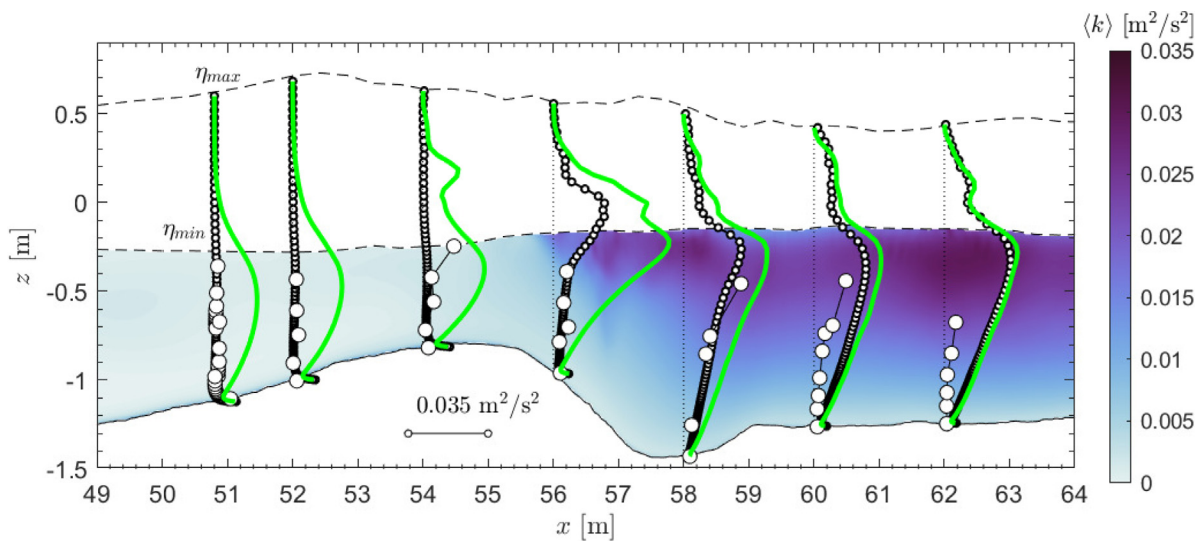 ⟨k⟩ [m²/s²]
η_max
η_min
0.035 m²/s²
0.5
0
-0.5
-1
-1.5
z [m]
49 50 51 52 53 54 55 56 57 58 59 60 61 62 63 64
x [m]
0.035
0.03
0.025
0.02
0.015
0.01
0.005
0